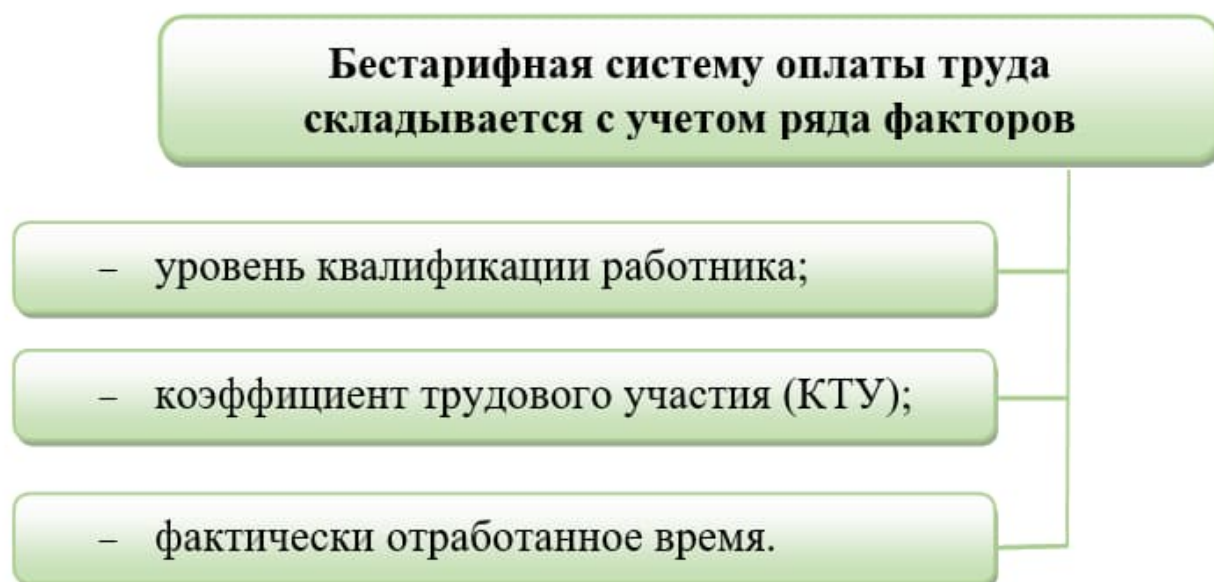 Бестарифная систему оплаты труда
складывается с учетом ряда факторов
– уровень квалификации работника;
– коэффициент трудового участия (КТУ);
– фактически отработанное время.